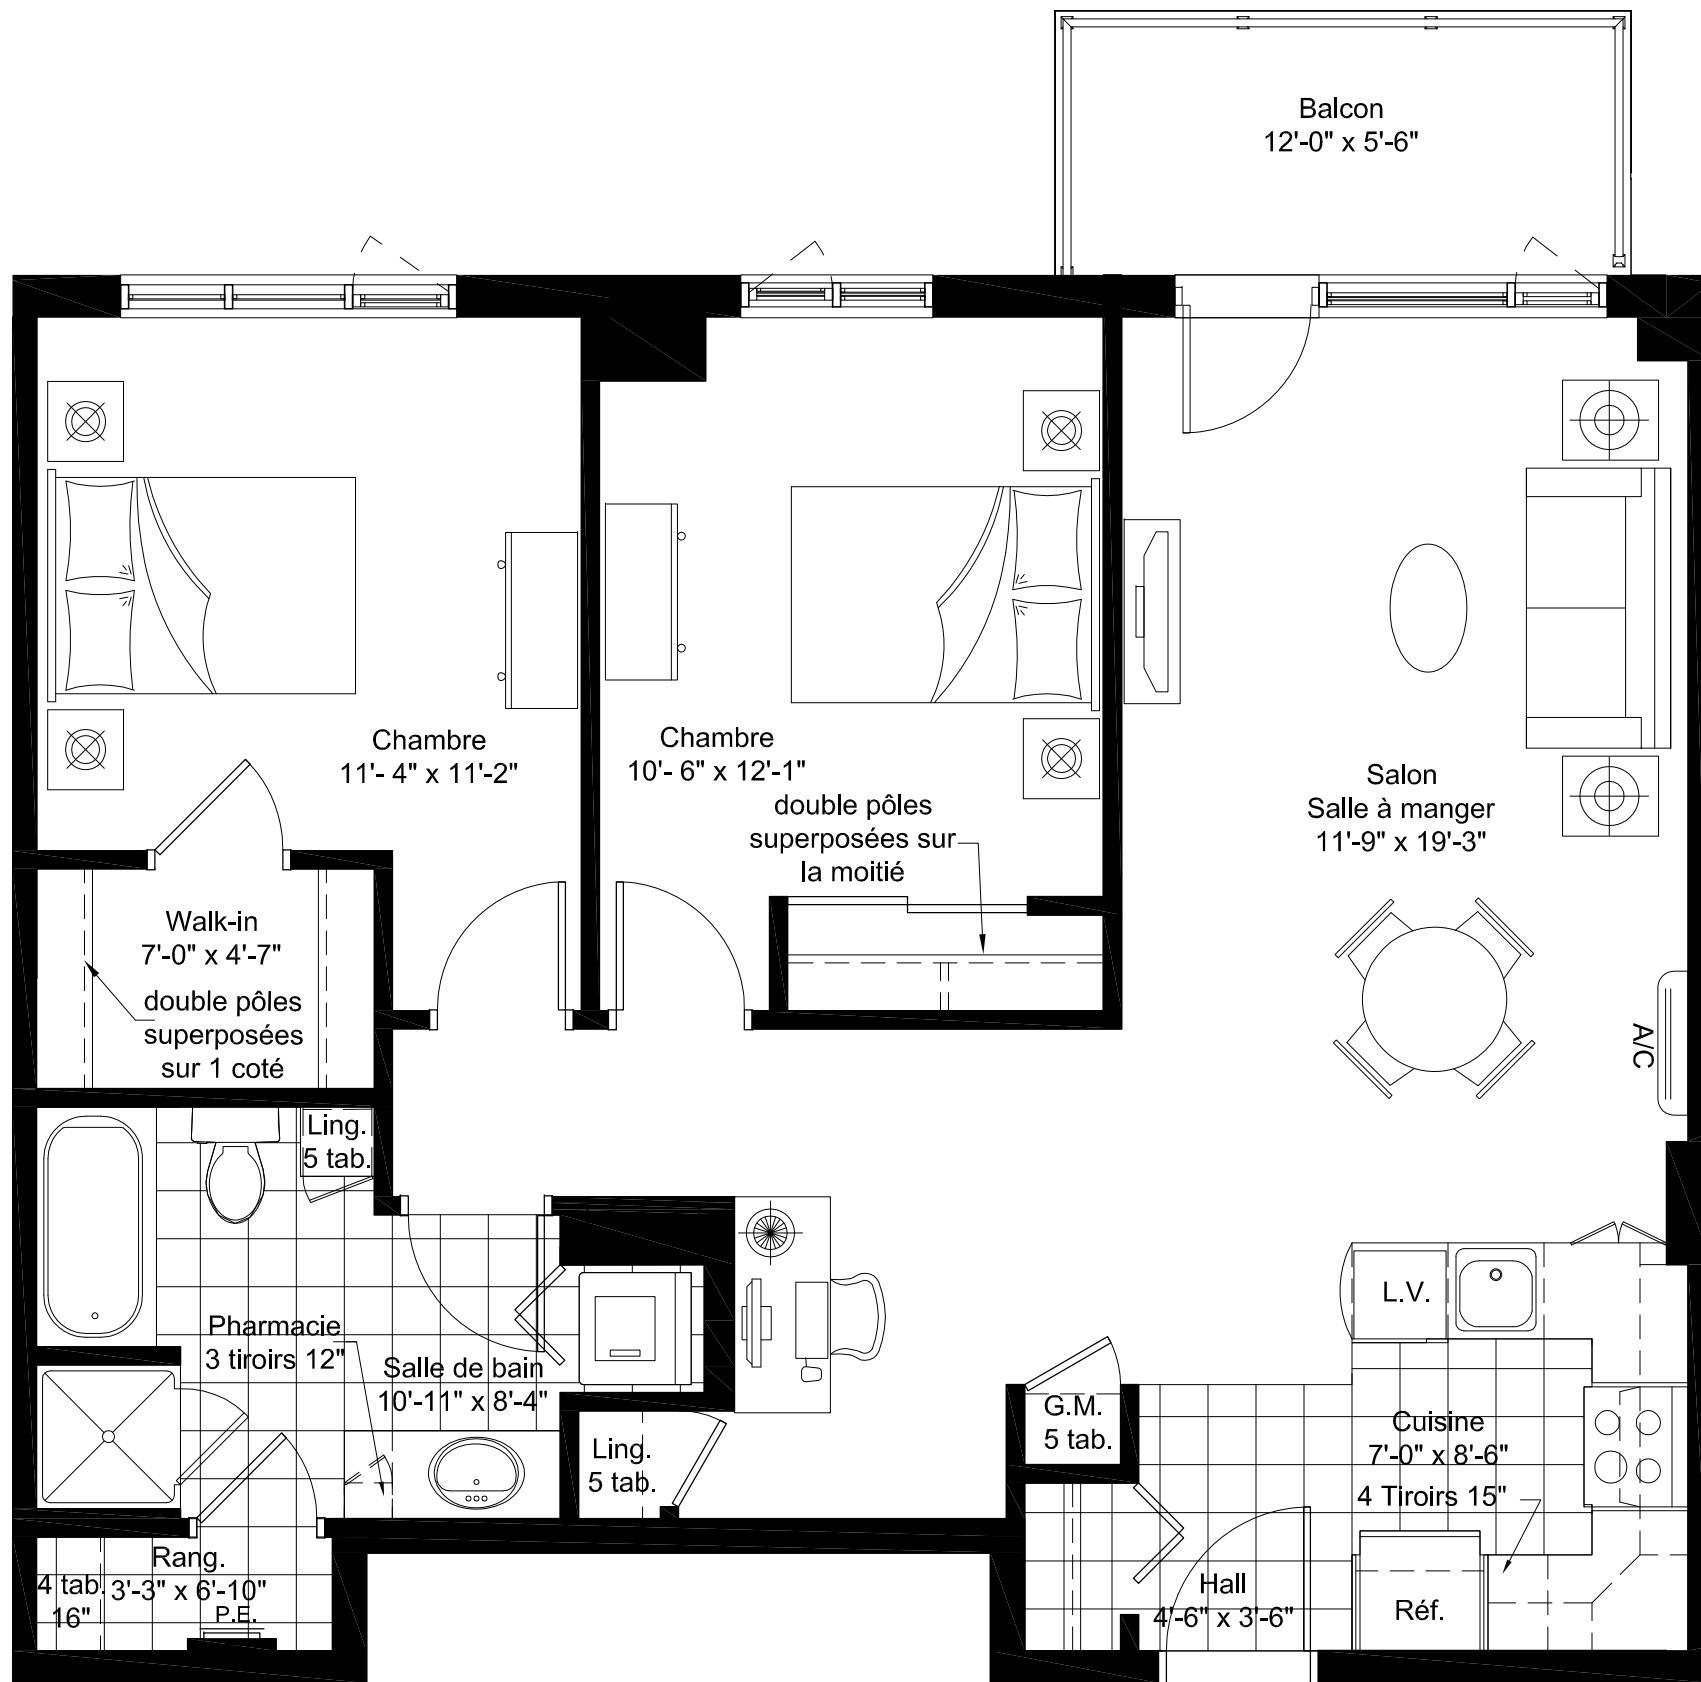 Balcon
12'-0" x 5'-6"
Chambre
11'- 4" x 11'-2"
Chambre
10'- 6" x 12'-1"
double pôles
superposées sur
la moitié
Salon
Salle à manger
11'-9" x 19'-3"
Walk-in
7'-0" x 4'-7"
double pôles
superposées
sur 1 coté
A/C
Ling.
5 tab.
Pharmacie
3 tiroirs 12"
Salle de bain
10'-11" x 8'-4"
L.V.
G.M.
5 tab.
Cuisine
7'-0" x 8'-6"
4 Tiroirs 15"
Ling.
5 tab.
Rang.
3'-3" x 6'-10"
4 tab.
16"
P.E.
Hall
4'-6" x 3'-6"
Réf.